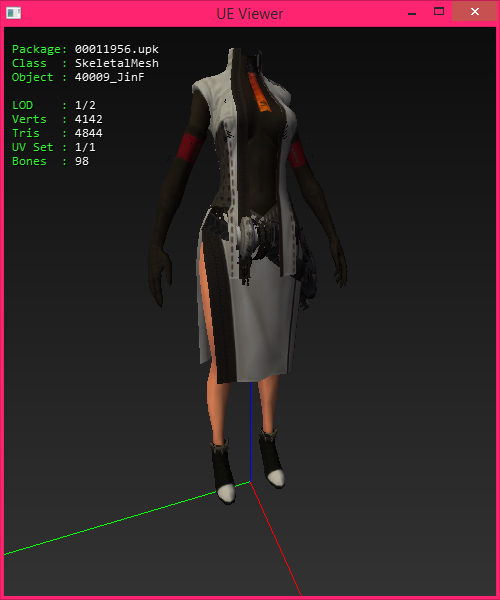 UE Viewer
Package: 00011956.upk
Class  : SkeletalMesh
Object : 40009_JinF
LOD    : 1/2
Verts  : 4142
Tris   : 4844
UV Set : 1/1
Bones  : 98